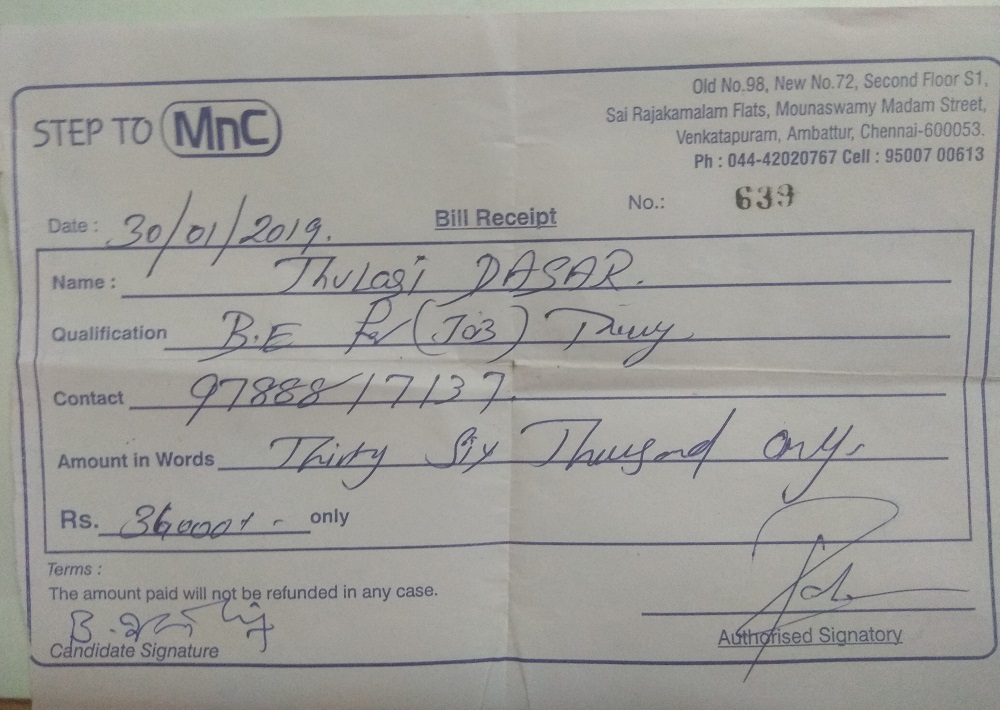 STEP TO MnC
Old No.98, New No.72, Second Floor S1,
Sai Rajakamalam Flats, Mounaswamy Madam Street,
Venkatapuram, Ambattur, Chennai-600053.
Ph : 044-42020767 Cell : 95007 00613
No.: 639
Date : 30/01/2019.
Bill Receipt
Name : Thulasi DASAR.
Qualification B.E (JOB)
Contact 9788817137.
Amount in Words Thirty Six Thousand only.
Rs. 36000/- only
Terms :
The amount paid will not be refunded in any case.
Candidate Signature
Authorised Signatory